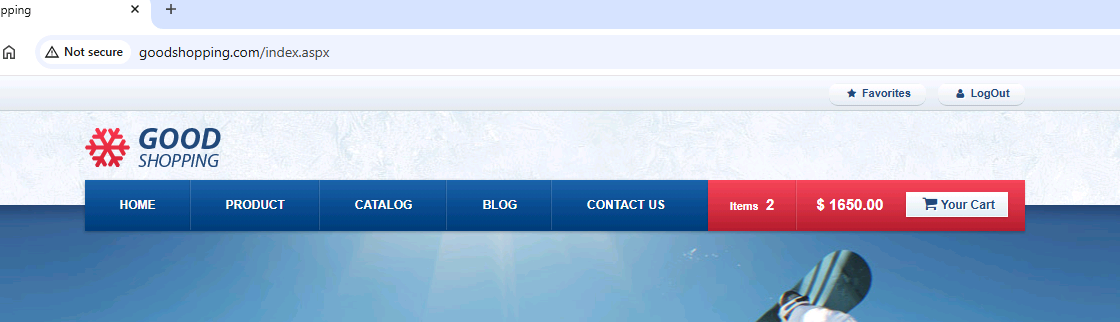 pping
Not secure goodshopping.com/index.aspx
Favorites LogOut
GOOD
SHOPPING
HOME PRODUCT CATALOG BLOG CONTACT US Items 2 $ 1650.00 Your Cart